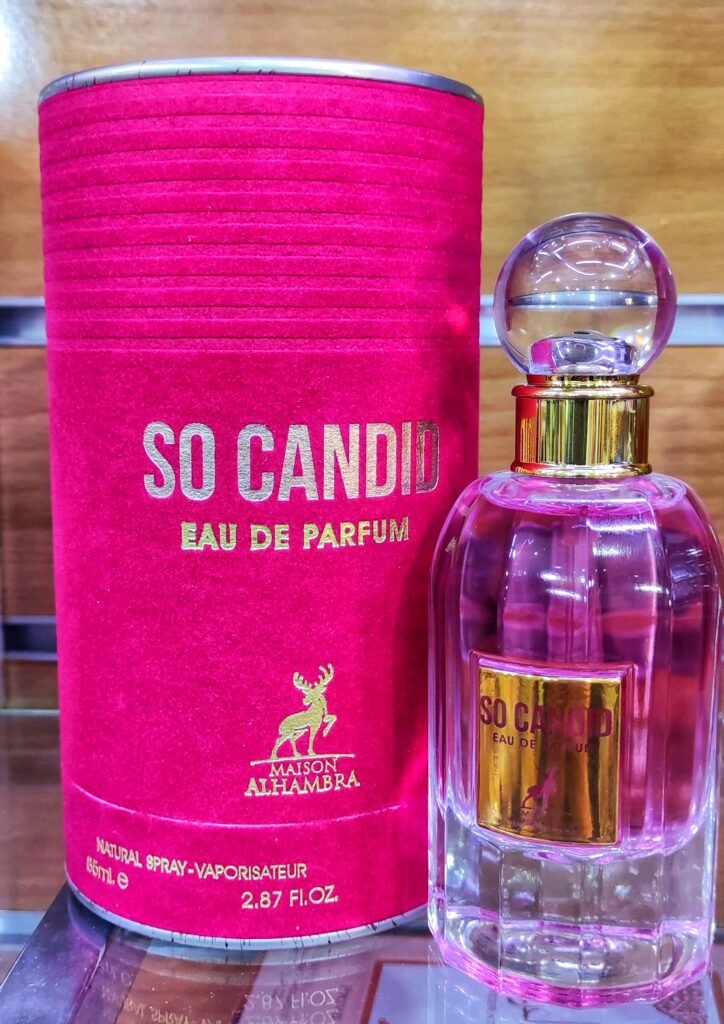 SO CANDID
EAU DE PARFUM
MAISON
ALHAMBRA
NATURAL SPRAY-VAPORISATEUR
85ml. e
2.87 Fl.OZ.
SO CANDID
EAU DE PARFUM